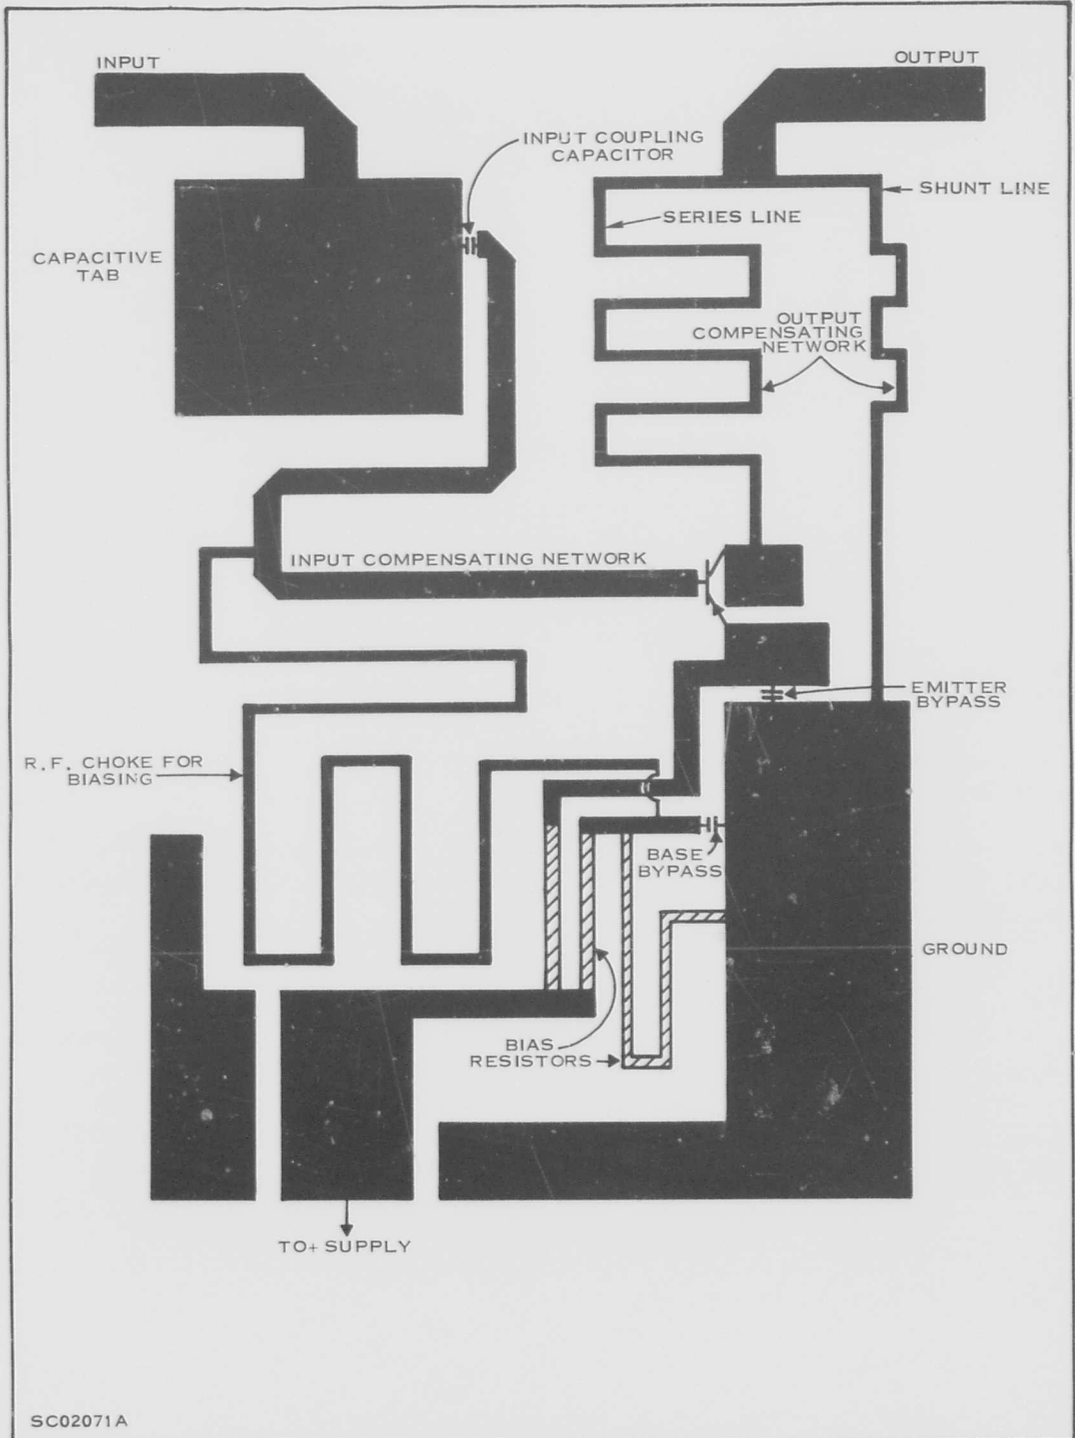 INPUT
OUTPUT
INPUT COUPLING
CAPACITOR
SHUNT LINE
SERIES LINE
CAPACITIVE
TAB
OUTPUT
COMPENSATING
NETWORK
INPUT COMPENSATING NETWORK
EMITTER
BYPASS
R.F. CHOKE FOR
BIASING
BASE
BYPASS
GROUND
BIAS
RESISTORS
TO+ SUPPLY
SC02071A